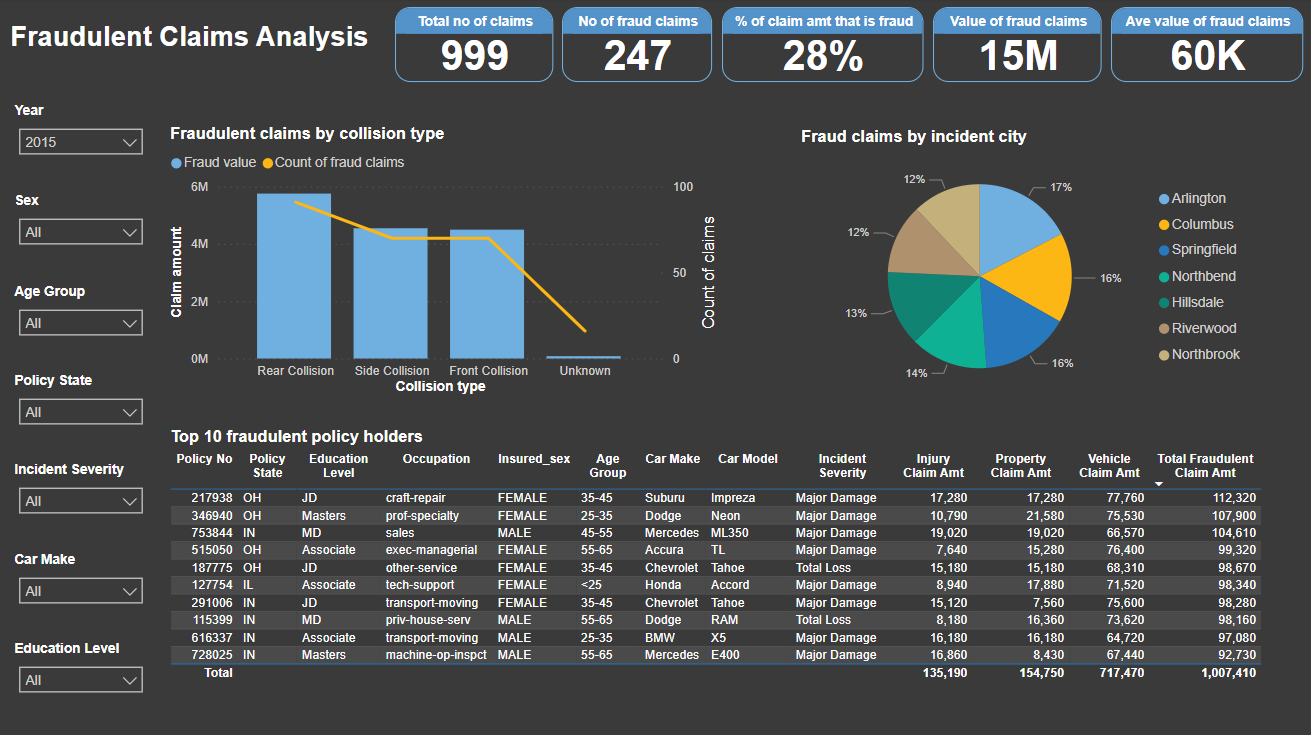 Fraudulent Claims Analysis
Total no of claims
999
No of fraud claims
247
% of claim amt that is fraud
28%
Value of fraud claims
15M
Ave value of fraud claims
60K
Year
2015
Sex
All
Age Group
All
Policy State
All
Incident Severity
All
Car Make
All
Education Level
All
Fraudulent claims by collision type
Fraud value Count of fraud claims
6M
4M
2M
0M
Claim amount
100
50
0
Count of claims
Rear Collision Side Collision Front Collision Unknown
Collision type
Fraud claims by incident city
17%
16%
16%
14%
13%
12%
12%
Arlington
Columbus
Springfield
Northbend
Hillsdale
Riverwood
Northbrook
Top 10 fraudulent policy holders
Policy No Policy State Education Level Occupation Insured_sex Age Group Car Make Car Model Incident Severity Injury Claim Amt Property Claim Amt Vehicle Claim Amt Total Fraudulent Claim Amt
217938 OH JD craft-repair FEMALE 35-45 Suburu Impreza Major Damage 17,280 17,280 77,760 112,320
346940 OH Masters prof-specialty FEMALE 25-35 Dodge Neon Major Damage 10,790 21,580 75,530 107,900
753844 IN MD sales MALE 45-55 Mercedes ML350 Major Damage 19,020 19,020 66,570 104,610
515050 OH Associate exec-managerial FEMALE 55-65 Accura TL Major Damage 7,640 15,280 76,400 99,320
187775 OH JD other-service FEMALE 35-45 Chevrolet Tahoe Total Loss 15,180 15,180 68,310 98,670
127754 IL Associate tech-support FEMALE <25 Honda Accord Major Damage 8,940 17,880 71,520 98,340
291006 IN JD transport-moving FEMALE 35-45 Chevrolet Tahoe Major Damage 15,120 7,560 75,600 98,280
115399 IN MD priv-house-serv MALE 55-65 Dodge RAM Total Loss 8,180 16,360 73,620 98,160
616337 IN Associate transport-moving MALE 25-35 BMW X5 Major Damage 16,180 16,180 64,720 97,080
728025 IN Masters machine-op-inspct MALE 55-65 Mercedes E400 Major Damage 16,860 8,430 67,440 92,730
Total 135,190 154,750 717,470 1,007,410